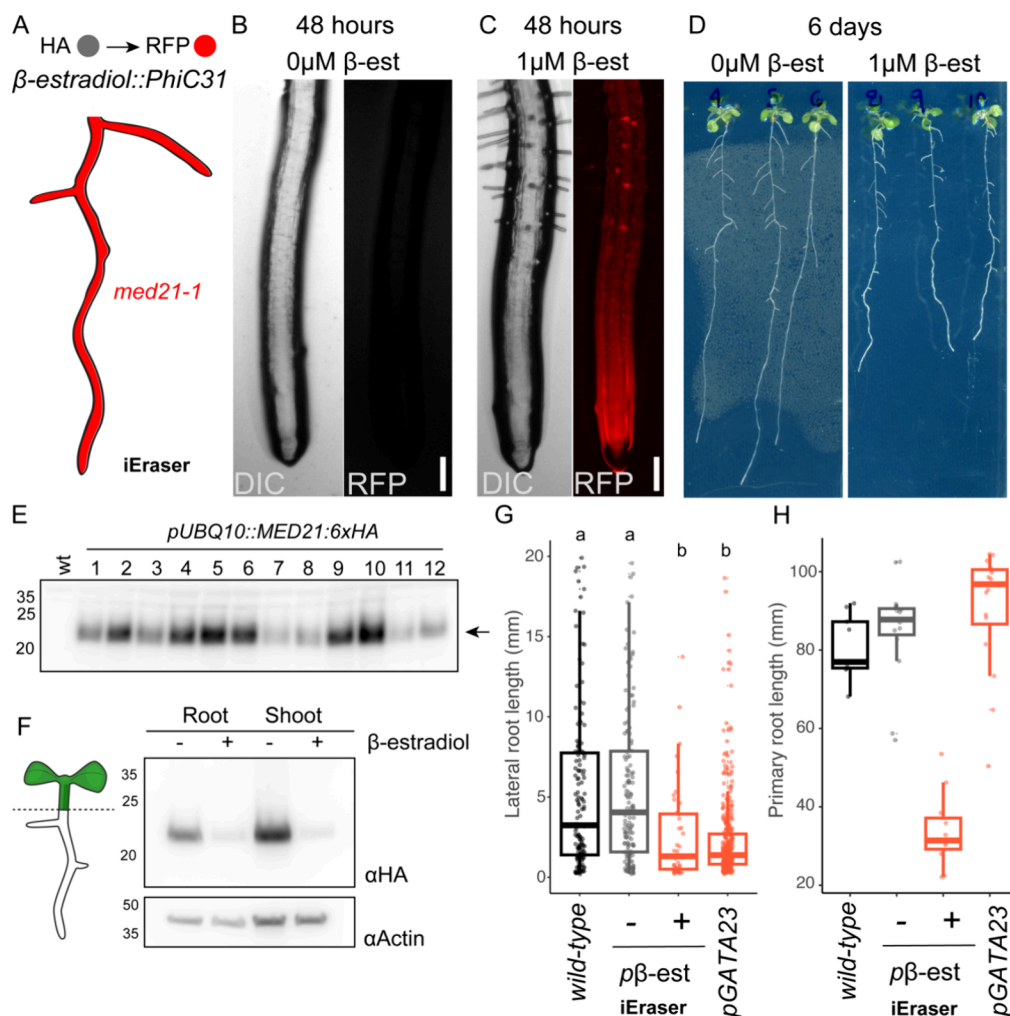 A
HA → RFP
β-estradiol::PhiC31
med21-1
iEraser
B 48 hours
0µM β-est
DIC RFP
C 48 hours
1µM β-est
DIC RFP
D 6 days
0µM β-est 1µM β-est
4 5 6 8 9 10
E pUBQ10::MED21:6xHA
wt 1 2 3 4 5 6 7 8 9 10 11 12
35
25
20
F Root Shoot
- + - + β-estradiol
35
25
20
αHA
50
35
αActin
G
a a b b
Lateral root length (mm)
20
15
10
5
0
wild-type - + pGATA23
pβ-est
iEraser
H
Primary root length (mm)
100
80
60
40
20
wild-type - + pGATA23
pβ-est
iEraser